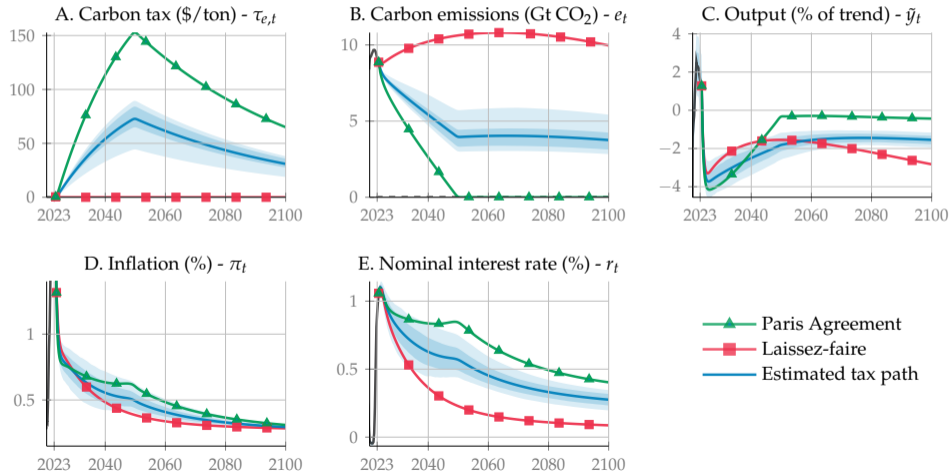 A. Carbon tax ($/ton) - τe,t
150
100
50
0
2023 2040 2060 2080 2100
B. Carbon emissions (Gt CO2) - et
10
5
0
2023 2040 2060 2080 2100
C. Output (% of trend) - ỹt
4
2
0
−2
−4
2023 2040 2060 2080 2100
D. Inflation (%) - πt
1
0.5
2023 2040 2060 2080 2100
E. Nominal interest rate (%) - rt
1
0.5
0
2023 2040 2060 2080 2100
Paris Agreement
Laissez-faire
Estimated tax path